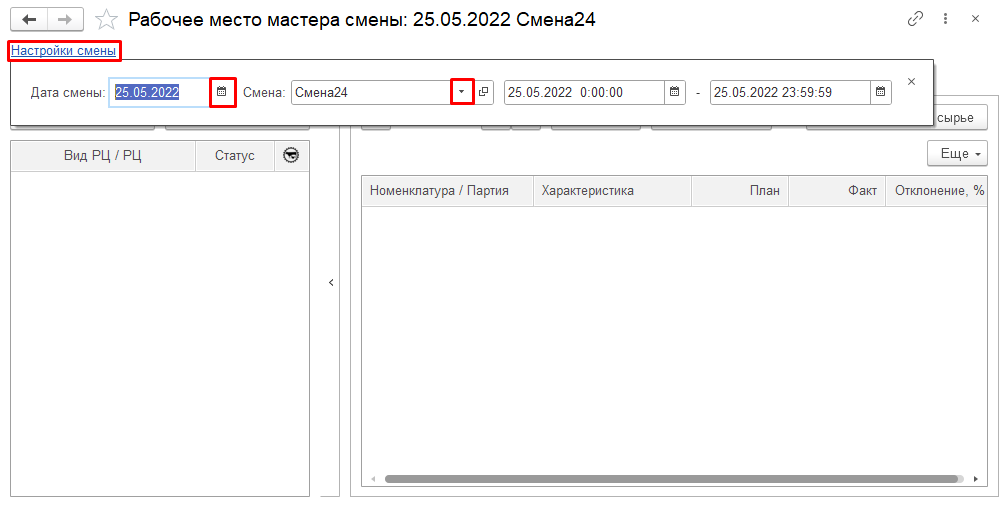 Рабочее место мастера смены: 25.05.2022 Смена24
Настройки смены
Дата смены: 25.05.2022 Смена: Смена24 25.05.2022 0:00:00 - 25.05.2022 23:59:59
сырье
Еще
Вид РЦ / РЦ Статус
Номенклатура / Партия Характеристика План Факт Отклонение, %